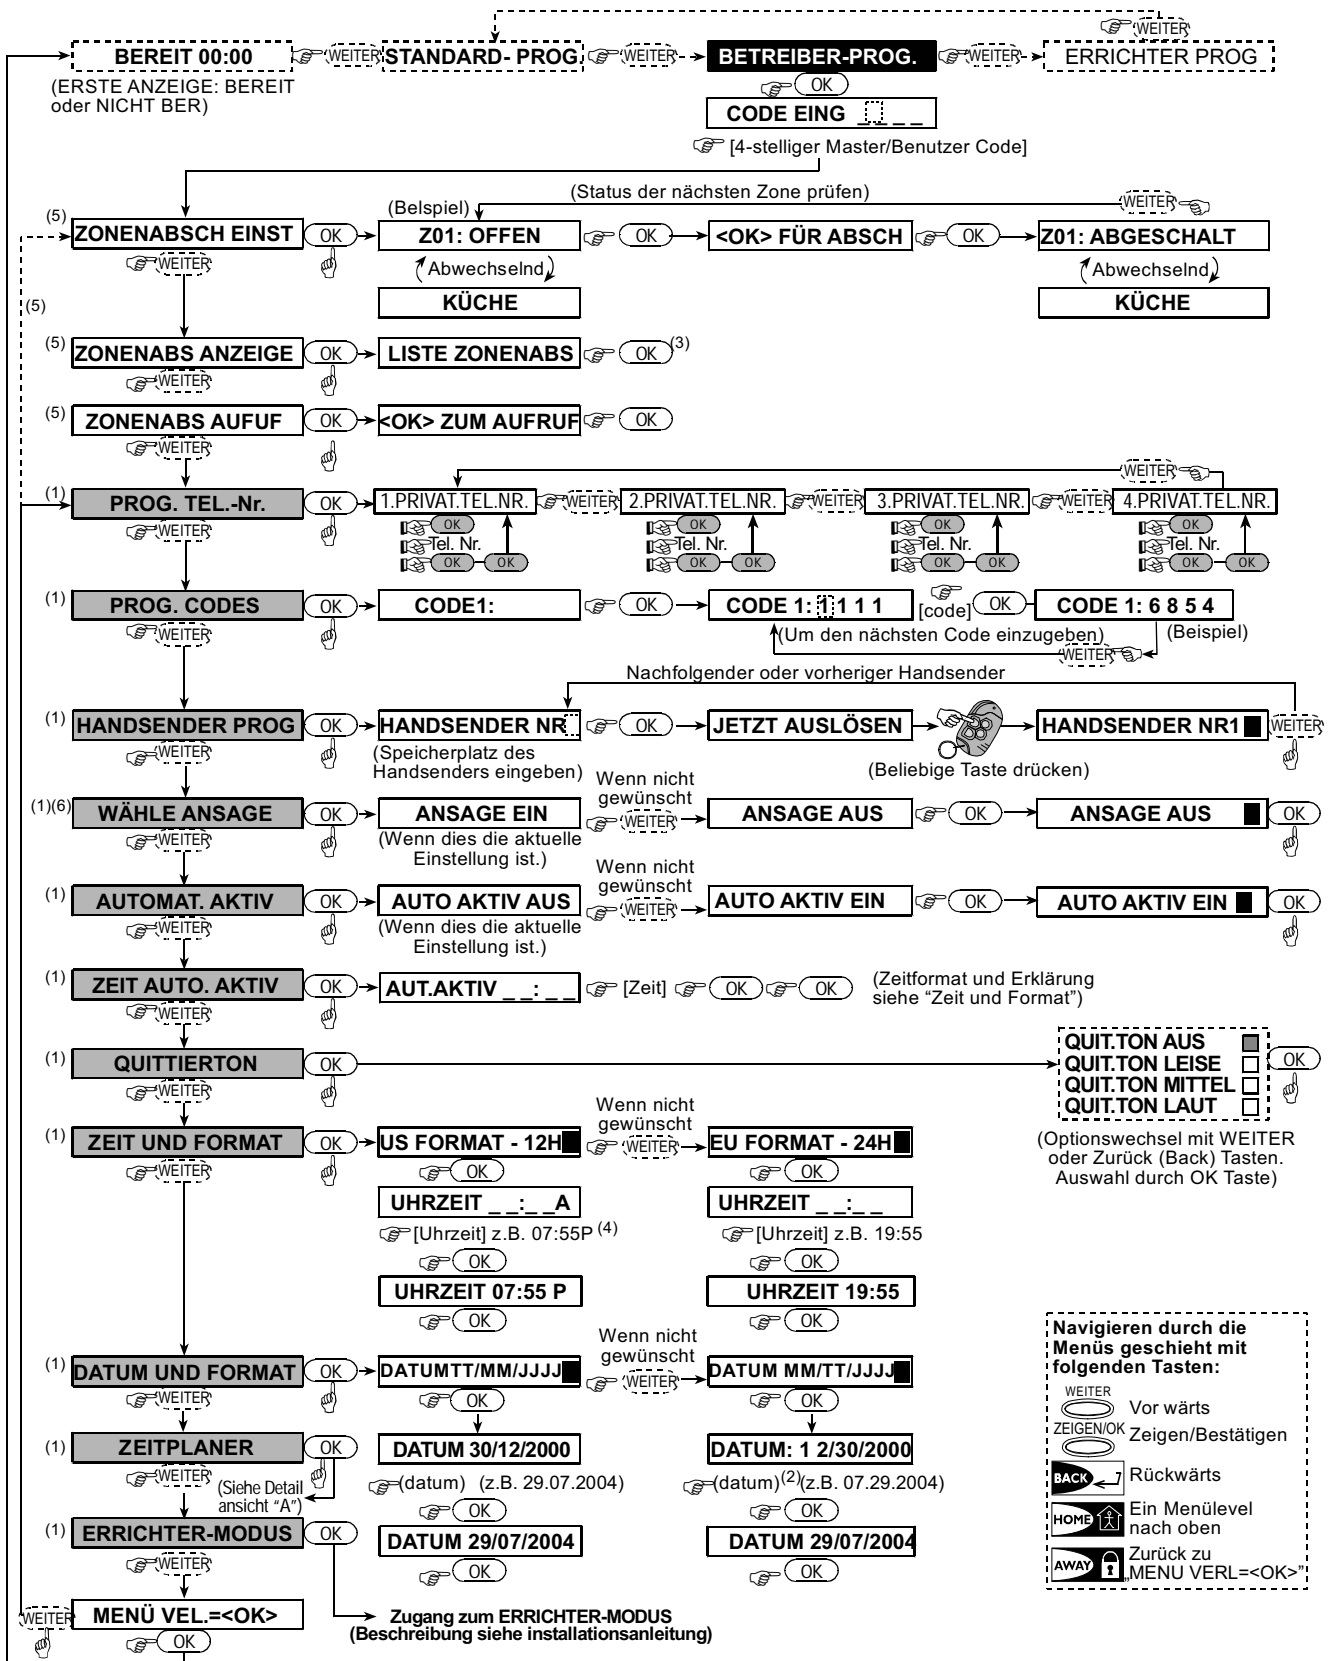 WEITER
BEREIT 00:00 WEITER STANDARD- PROG. WEITER BETREIBER-PROG. WEITER ERRICHTER PROG
(ERSTE ANZEIGE: BEREIT
oder NICHT BER)
OK
CODE EING _ _ _ _
[4-stelliger Master/Benutzer Code]
(Status der nächsten Zone prüfen)
(Belspiel)
WEITER
(5) ZONENABSCH EINST OK Z01: OFFEN OK <OK> FÜR ABSCH OK Z01: ABGESCHALT
WEITER
Abwechselnd Abwechselnd
KÜCHE KÜCHE
(5)
(5) ZONENABS ANZEIGE OK LISTE ZONENABS OK (3)
WEITER
(5) ZONENABS AUFUF OK <OK> ZUM AUFRUF OK
WEITER
WEITER
(1) PROG. TEL.-Nr. OK 1.PRIVAT.TEL.NR. WEITER 2.PRIVAT.TEL.NR. WEITER 3.PRIVAT.TEL.NR. WEITER 4.PRIVAT.TEL.NR.
WEITER
OK OK OK OK
Tel. Nr. Tel. Nr. Tel. Nr. Tel. Nr.
OK OK OK OK OK OK OK OK
(1) PROG. CODES OK CODE1: OK CODE 1: 1 1 1 1 [code] OK CODE 1: 6 8 5 4
WEITER
(Um den nächsten Code einzugeben) (Beispiel)
WEITER
Nachfolgender oder vorheriger Handsender
(1) HANDSENDER PROG OK HANDSENDER NR OK JETZT AUSLÖSEN HANDSENDER NR1 WEITER
WEITER
(Speicherplatz des
Handsenders eingeben)
(Beliebige Taste drücken)
Wenn nicht
gewünscht
(1)(6) WÄHLE ANSAGE OK ANSAGE EIN WEITER ANSAGE AUS OK ANSAGE AUS OK
WEITER
(Wenn dies die aktuelle
Einstellung ist.)
Wenn nicht
gewünscht
(1) AUTOMAT. AKTIV OK AUTO AKTIV AUS WEITER AUTO AKTIV EIN OK AUTO AKTIV EIN OK
WEITER
(Wenn dies die aktuelle
Einstellung ist.)
(1) ZEIT AUTO. AKTIV OK AUT.AKTIV _ _: _ _ [Zeit] OK OK
WEITER
(Zeitformat und Erklärung
siehe “Zeit und Format”)
(1) QUITTIERTON OK
WEITER
QUIT.TON AUS
QUIT.TON LEISE
QUIT.TON MITTEL
QUIT.TON LAUT
OK
(Optionswechsel mit WEITER
oder Zurück (Back) Tasten.
Auswahl durch OK Taste)
Wenn nicht
gewünscht
(1) ZEIT UND FORMAT OK US FORMAT - 12H WEITER EU FORMAT - 24H
WEITER
OK OK
UHRZEIT _ _:_ _A UHRZEIT _ _:_ _
[Uhrzeit] z.B. 07:55P (4) [Uhrzeit] z.B. 19:55
OK OK
UHRZEIT 07:55 P UHRZEIT 19:55
OK OK
Wenn nicht
gewünscht
(1) DATUM UND FORMAT OK DATUMTT/MM/JJJJ WEITER DATUM MM/TT/JJJJ
WEITER
OK OK
(1) ZEITPLANER OK DATUM 30/12/2000 DATUM: 1 2/30/2000
WEITER
(Siehe Detail
ansicht “A”)
(datum) (z.B. 29.07.2004) (datum)(2)(z.B. 07.29.2004)
OK OK
(1) ERRICHTER-MODUS OK DATUM 29/07/2004 DATUM 29/07/2004
WEITER
OK OK
WEITER MENÜ VEL.=<OK>
OK
Zugang zum ERRICHTER-MODUS
(Beschreibung siehe installationsanleitung)
Navigieren durch die
Menüs geschieht mit
folgenden Tasten:
WEITER
Vor wärts
ZEIGEN/OK
Zeigen/Bestätigen
BACK Rückwärts
HOME Ein Menülevel
nach oben
AWAY Zurück zu
„MENU VERL=<OK>”